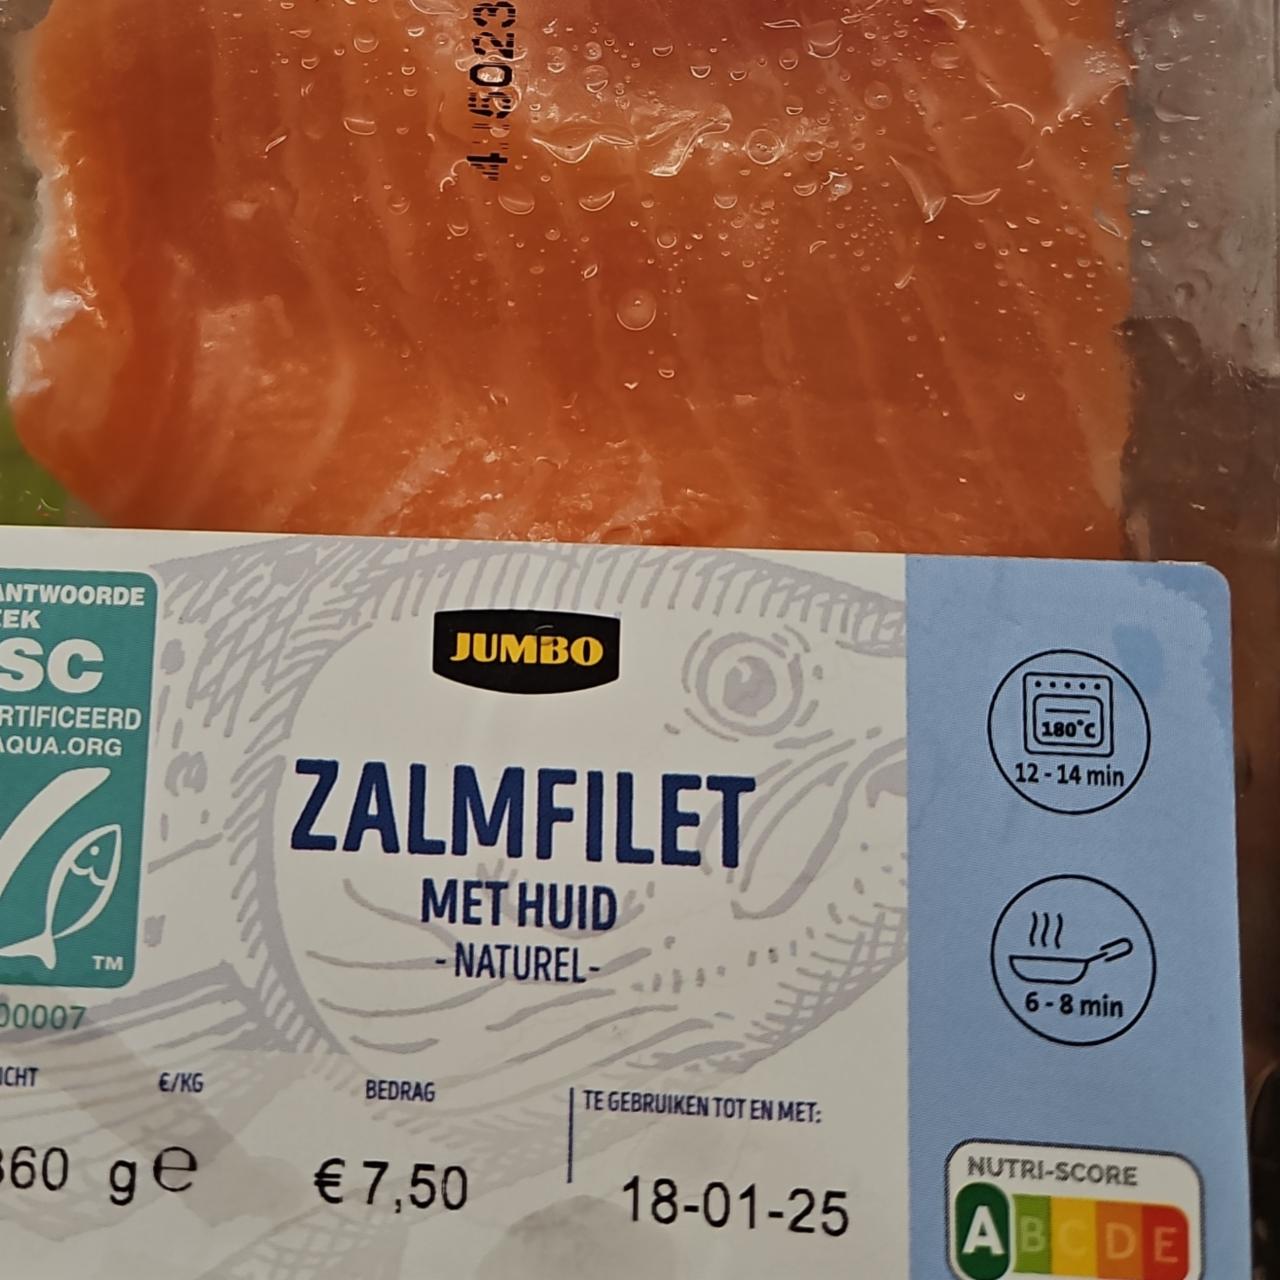 ANTWOORDE
EEK
SC
RTIFICEERD
AQUA.ORG
TM
00007
JUMBO
ZALMFILET
MET HUID
- NATUREL-
180°C
12 - 14 min
6 - 8 min
ICHT
€/KG
BEDRAG
TE GEBRUIKEN TOT EN MET:
360 g e
€ 7,50
18-01-25
NUTRI-SCORE
A B C D E